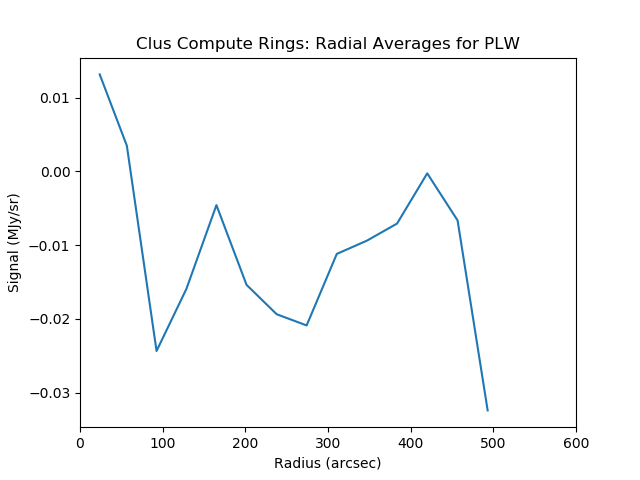 Clus Compute Rings: Radial Averages for PLW
0.01
0.00
−0.01
−0.02
−0.03
Signal (MJy/sr)
0 100 200 300 400 500 600
Radius (arcsec)